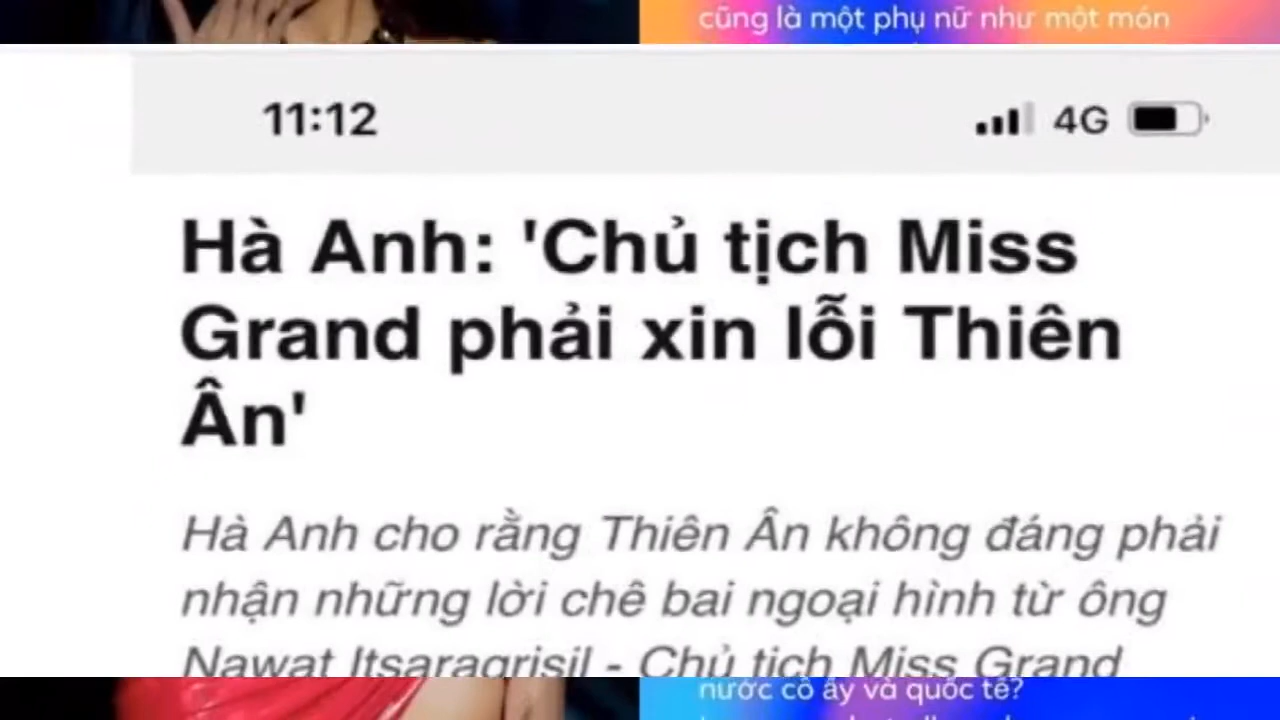 cũng là một phụ nữ như một món
11:12 4G
Hà Anh: 'Chủ tịch Miss
Grand phải xin lỗi Thiên
Ân'
Hà Anh cho rằng Thiên Ân không đáng phải
nhận những lời chê bai ngoại hình từ ông
Nawat Itsaragrisil - Chủ tịch Miss Grand
nước cô ấy và quốc tế?